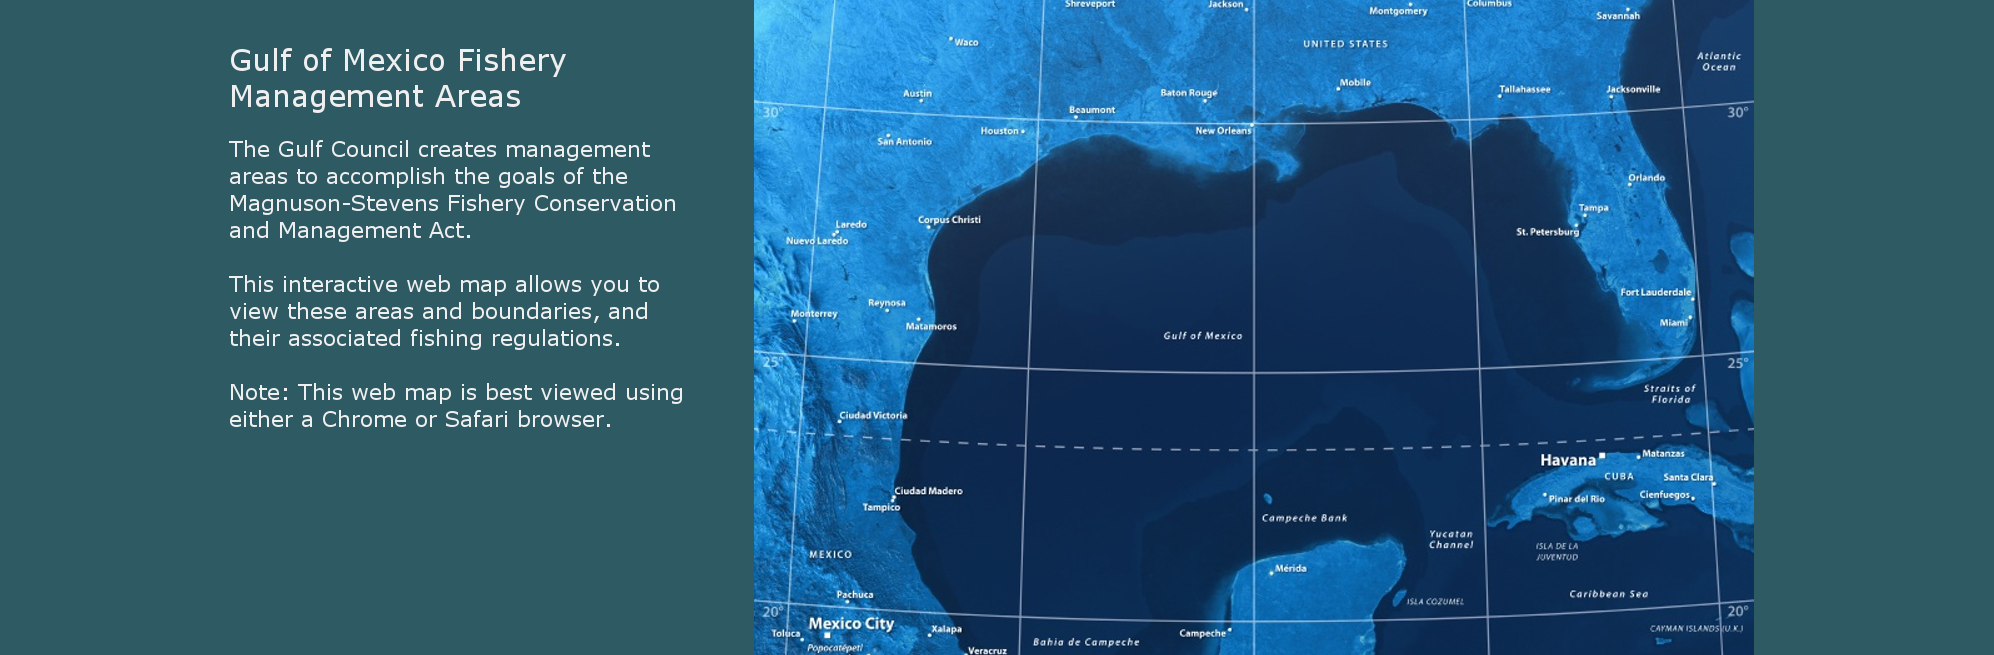 Gulf of Mexico Fishery
Management Areas
The Gulf Council creates management
areas to accomplish the goals of the
Magnuson-Stevens Fishery Conservation
and Management Act.
This interactive web map allows you to
view these areas and boundaries, and
their associated fishing regulations.
Note: This web map is best viewed using
either a Chrome or Safari browser.
Shreveport
Jackson
Montgomery
Columbus
Savannah
Waco
UNITED STATES
Atlantic
Ocean
Mobile
Austin
Baton Rouge
Tallahassee
Jacksonville
30°
Beaumont
30°
Houston
New Orleans
San Antonio
Orlando
Tampa
Corpus Christi
Laredo
St. Petersburg
Nuevo Laredo
Fort Lauderdale
Reynosa
Monterrey
Matamoros
Miami
Gulf of Mexico
25°
25°
Straits of
Florida
Ciudad Victoria
Havana
Matanzas
CUBA
Santa Clara
Ciudad Madero
Pinar del Rio
Cienfuegos
Tampico
Campeche Bank
Yucatan
Channel
ISLA DE LA
JUVENTUD
MEXICO
Mérida
Pachuca
Caribbean Sea
ISLA COZUMEL
20°
20°
Mexico City
Xalapa
Toluca
Campeche
CAYMAN ISLANDS (U.K.)
Bahia de Campeche
Popocatépetl
Veracruz